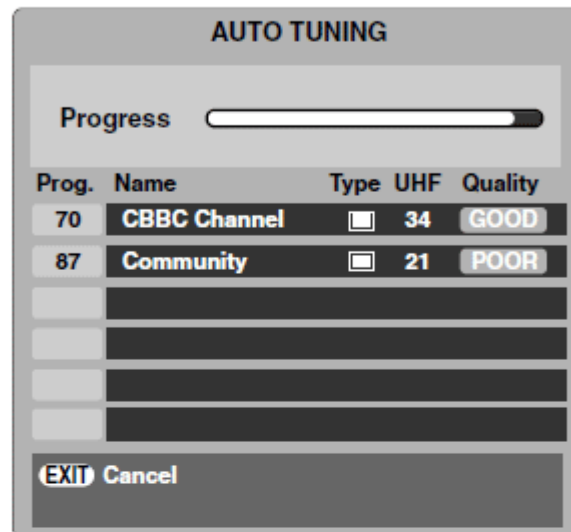 AUTO TUNING
Progress
Prog. Name Type UHF Quality
70 CBBC Channel 34 GOOD
87 Community 21 POOR
EXIT Cancel